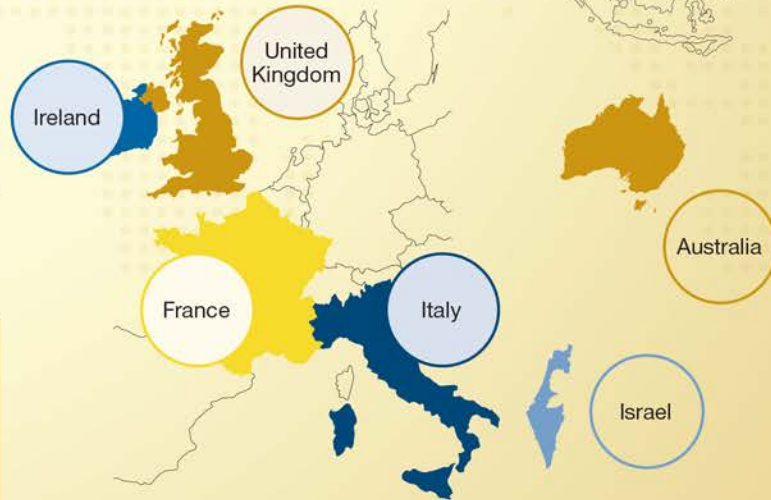 United
Kingdom
Ireland
Australia
France
Italy
Israel